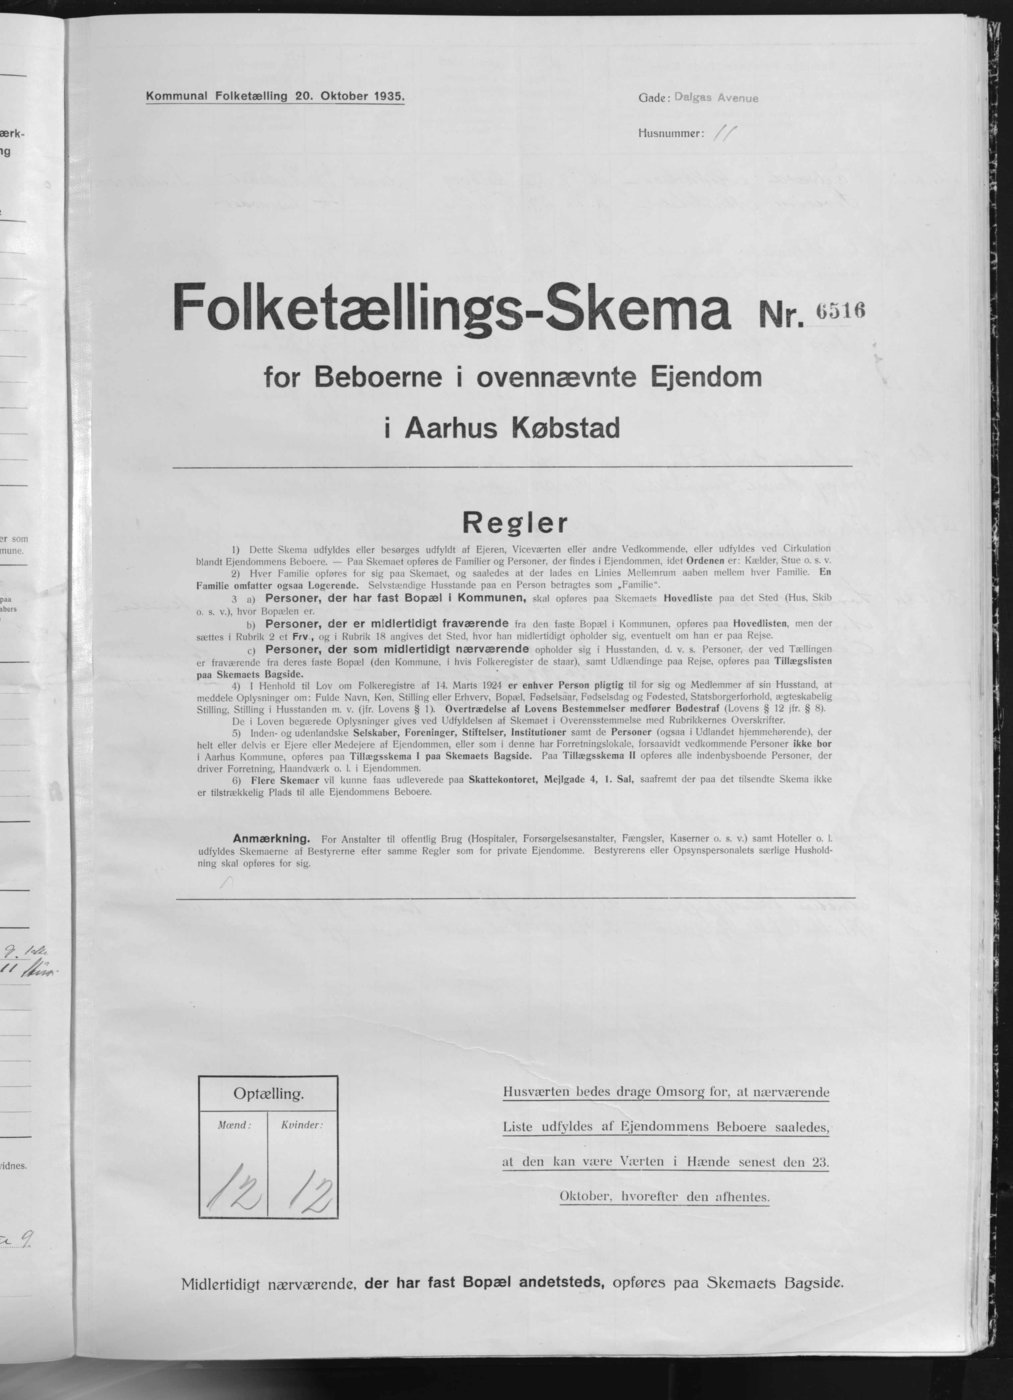 Kommunal Folketælling 20. Oktober 1935.
Gade: Dalgas Avenue
Husnummer: 11
Folketællings-Skema Nr. 6516
for Beboerne i ovennævnte Ejendom
i Aarhus Købstad
Regler
1) Dette Skema udfyldes eller besørges udfyldt af Ejeren, Viceværten eller andre Vedkommende, eller udfyldes ved Cirkulation
blandt Ejendommens Beboere. — Paa Skemaet opføres de Familier og Personer, der findes i Ejendommen, idet Ordenen er: Kælder, Stue o. s. v.
2) Hver Familie opføres for sig paa Skemaet, og saaledes at der lades en Linies Mellemrum aaben mellem hver Familie. En
Familie omfatter ogsaa Logerende. Selvstændige Husstande paa en Person betragtes som „Familie".
3 a) Personer, der har fast Bopæl i Kommunen, skal opføres paa Skemaets Hovedliste paa det Sted (Hus, Skib
o. s. v.), hvor Bopælen er.
b) Personer, der er midlertidigt fraværende fra den faste Bopæl i Kommunen, opføres paa Hovedlisten, men der
sættes i Rubrik 2 et Frv., og i Rubrik 18 angives det Sted, hvor han midlertidigt opholder sig, eventuelt om han er paa Rejse.
c) Personer, der som midlertidigt nærværende opholder sig i Husstanden, d. v. s. Personer, der ved Tællingen
er fraværende fra deres faste Bopæl (den Kommune, i hvis Folkeregister de staar), samt Udlændinge paa Rejse, opføres paa Tillægslisten
paa Skemaets Bagside.
4) I Henhold til Lov om Folkeregistre af 14. Marts 1924 er enhver Person pligtig til for sig og Medlemmer af sin Husstand, at
meddele Oplysninger om: Fulde Navn, Køn, Stilling eller Erhverv, Bopæl, Fødselsaar, Fødselsdag og Fødested, Statsborgerforhold, ægteskabelig
Stilling, Stilling i Husstanden m. v. (jfr. Lovens § 1). Overtrædelse af Lovens Bestemmelser medfører Bødestraf (Lovens § 12 jfr. § 8).
De i Loven begærede Oplysninger gives ved Udfyldelsen af Skemaet i Overensstemmelse med Rubrikkernes Overskrifter.
5) Inden- og udenlandske Selskaber, Foreninger, Stiftelser, Institutioner samt de Personer (ogsaa i Udlandet hjemmehørende), der
helt eller delvis er Ejere eller Medejere af Ejendommen, eller som i denne har Forretningslokale, forsaavidt vedkommende Personer ikke bor
i Aarhus Kommune, opføres paa Tillægsskema I paa Skemaets Bagside. Paa Tillægsskema II opføres alle indenbysboende Personer, der
driver Forretning, Haandværk o. l. i Ejendommen.
6) Flere Skemaer vil kunne faas udleverede paa Skattekontoret, Mejlgade 4, 1. Sal, saafremt der paa det tilsendte Skema ikke
er tilstrækkelig Plads til alle Ejendommens Beboere.
Anmærkning. For Anstalter til offentlig Brug (Hospitaler, Forsørgelsesanstalter, Fængsler, Kaserner o. s. v.) samt Hoteller o. l.
udfyldes Skemaerne af Bestyrerne efter samme Regler som for private Ejendomme. Bestyrerens eller Opsynspersonalets særlige Hushold-
ning skal opføres for sig.
Optælling.
Mænd: Kvinder:
12 12
Husværten bedes drage Omsorg for, at nærværende
Liste udfyldes af Ejendommens Beboere saaledes,
at den kan være Værten i Hænde senest den 23.
Oktober, hvorefter den afhentes.
Midlertidigt nærværende, der har fast Bopæl andetsteds, opføres paa Skemaets Bagside.